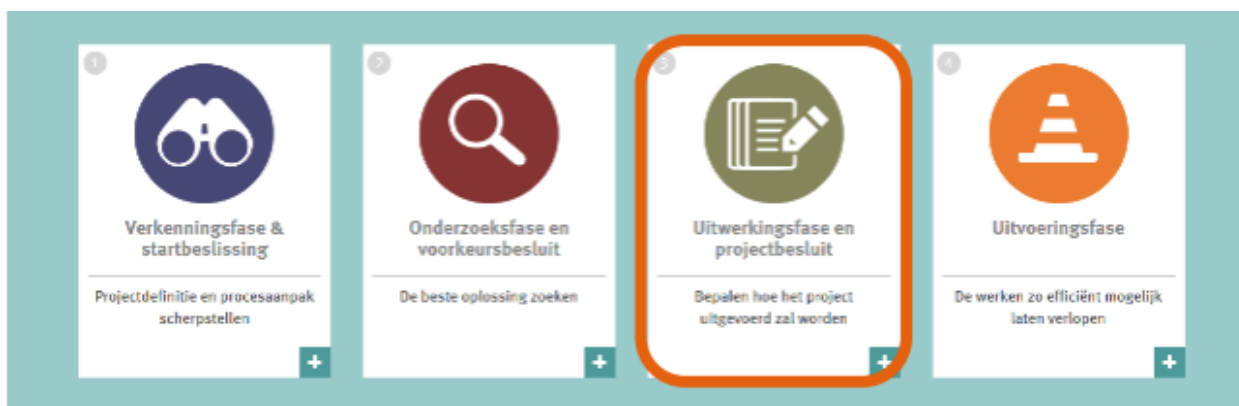 1
Verkenningsfase &
startbeslissing
Projectdefinitie en procesaanpak
scherpstellen
2
Onderzoeksfase en
voorkeursbesluit
De beste oplossing zoeken
3
Uitwerkingsfase en
projectbesluit
Bepalen hoe het project
uitgevoerd zal worden
4
Uitvoeringsfase
De werken zo efficiënt mogelijk
laten verlopen